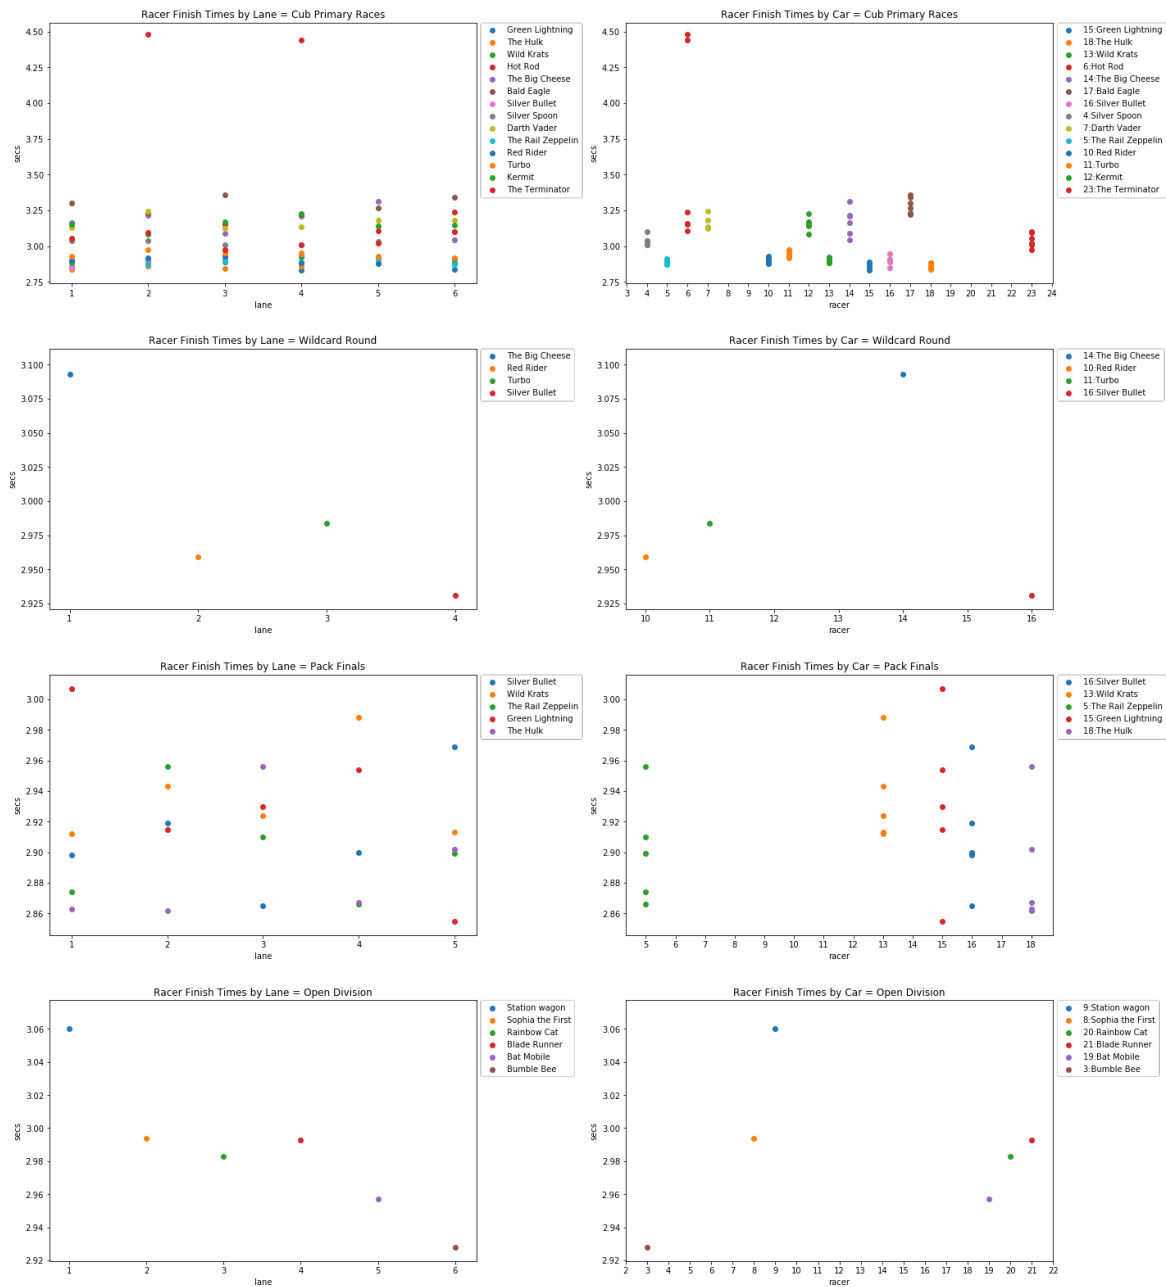 Racer Finish Times by Lane = Cub Primary Races
4.50
4.25
4.00
3.75
3.50
3.25
3.00
2.75
secs
1 2 3 4 5 6
lane
Green Lightning
The Hulk
Wild Krats
Hot Rod
The Big Cheese
Bald Eagle
Silver Bullet
Silver Spoon
Darth Vader
The Rail Zeppelin
Red Rider
Turbo
Kermit
The Terminator
Racer Finish Times by Car = Cub Primary Races
4.50
4.25
4.00
3.75
3.50
3.25
3.00
2.75
secs
3 4 5 6 7 8 9 10 11 12 13 14 15 16 17 18 19 20 21 22 23 24
racer
15:Green Lightning
18:The Hulk
13:Wild Krats
6:Hot Rod
14:The Big Cheese
17:Bald Eagle
16:Silver Bullet
4:Silver Spoon
7:Darth Vader
5:The Rail Zeppelin
10:Red Rider
11:Turbo
12:Kermit
23:The Terminator
Racer Finish Times by Lane = Wildcard Round
3.100
3.075
3.050
3.025
3.000
2.975
2.950
2.925
secs
1 2 3 4
lane
The Big Cheese
Red Rider
Turbo
Silver Bullet
Racer Finish Times by Car = Wildcard Round
3.100
3.075
3.050
3.025
3.000
2.975
2.950
2.925
secs
10 11 12 13 14 15 16
racer
14:The Big Cheese
10:Red Rider
11:Turbo
16:Silver Bullet
Racer Finish Times by Lane = Pack Finals
3.00
2.98
2.96
2.94
2.92
2.90
2.88
2.86
secs
1 2 3 4 5
lane
Silver Bullet
Wild Krats
The Rail Zeppelin
Green Lightning
The Hulk
Racer Finish Times by Car = Pack Finals
3.00
2.98
2.96
2.94
2.92
2.90
2.88
2.86
secs
5 6 7 8 9 10 11 12 13 14 15 16 17 18
racer
16:Silver Bullet
13:Wild Krats
5:The Rail Zeppelin
15:Green Lightning
18:The Hulk
Racer Finish Times by Lane = Open Division
3.06
3.04
3.02
3.00
2.98
2.96
2.94
2.92
secs
1 2 3 4 5 6
lane
Station wagon
Sophia the First
Rainbow Cat
Blade Runner
Bat Mobile
Bumble Bee
Racer Finish Times by Car = Open Division
3.06
3.04
3.02
3.00
2.98
2.96
2.94
2.92
secs
2 3 4 5 6 7 8 9 10 11 12 13 14 15 16 17 18 19 20 21 22
racer
9:Station wagon
8:Sophia the First
20:Rainbow Cat
21:Blade Runner
19:Bat Mobile
3:Bumble Bee